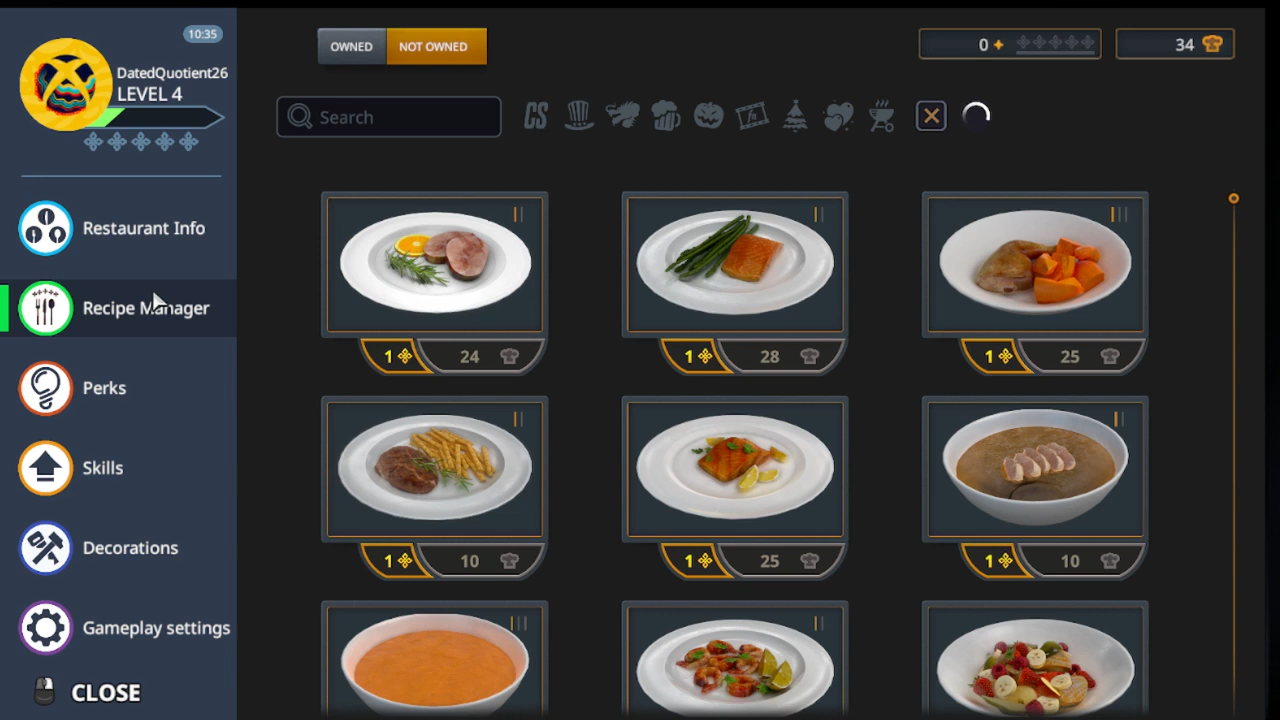 10:35
DatedQuotient26
LEVEL 4
Restaurant Info
Recipe Manager
Perks
Skills
Decorations
Gameplay settings
CLOSE
OWNED
NOT OWNED
0
34
Search
CS
1
24
1
28
1
25
1
10
1
25
1
10